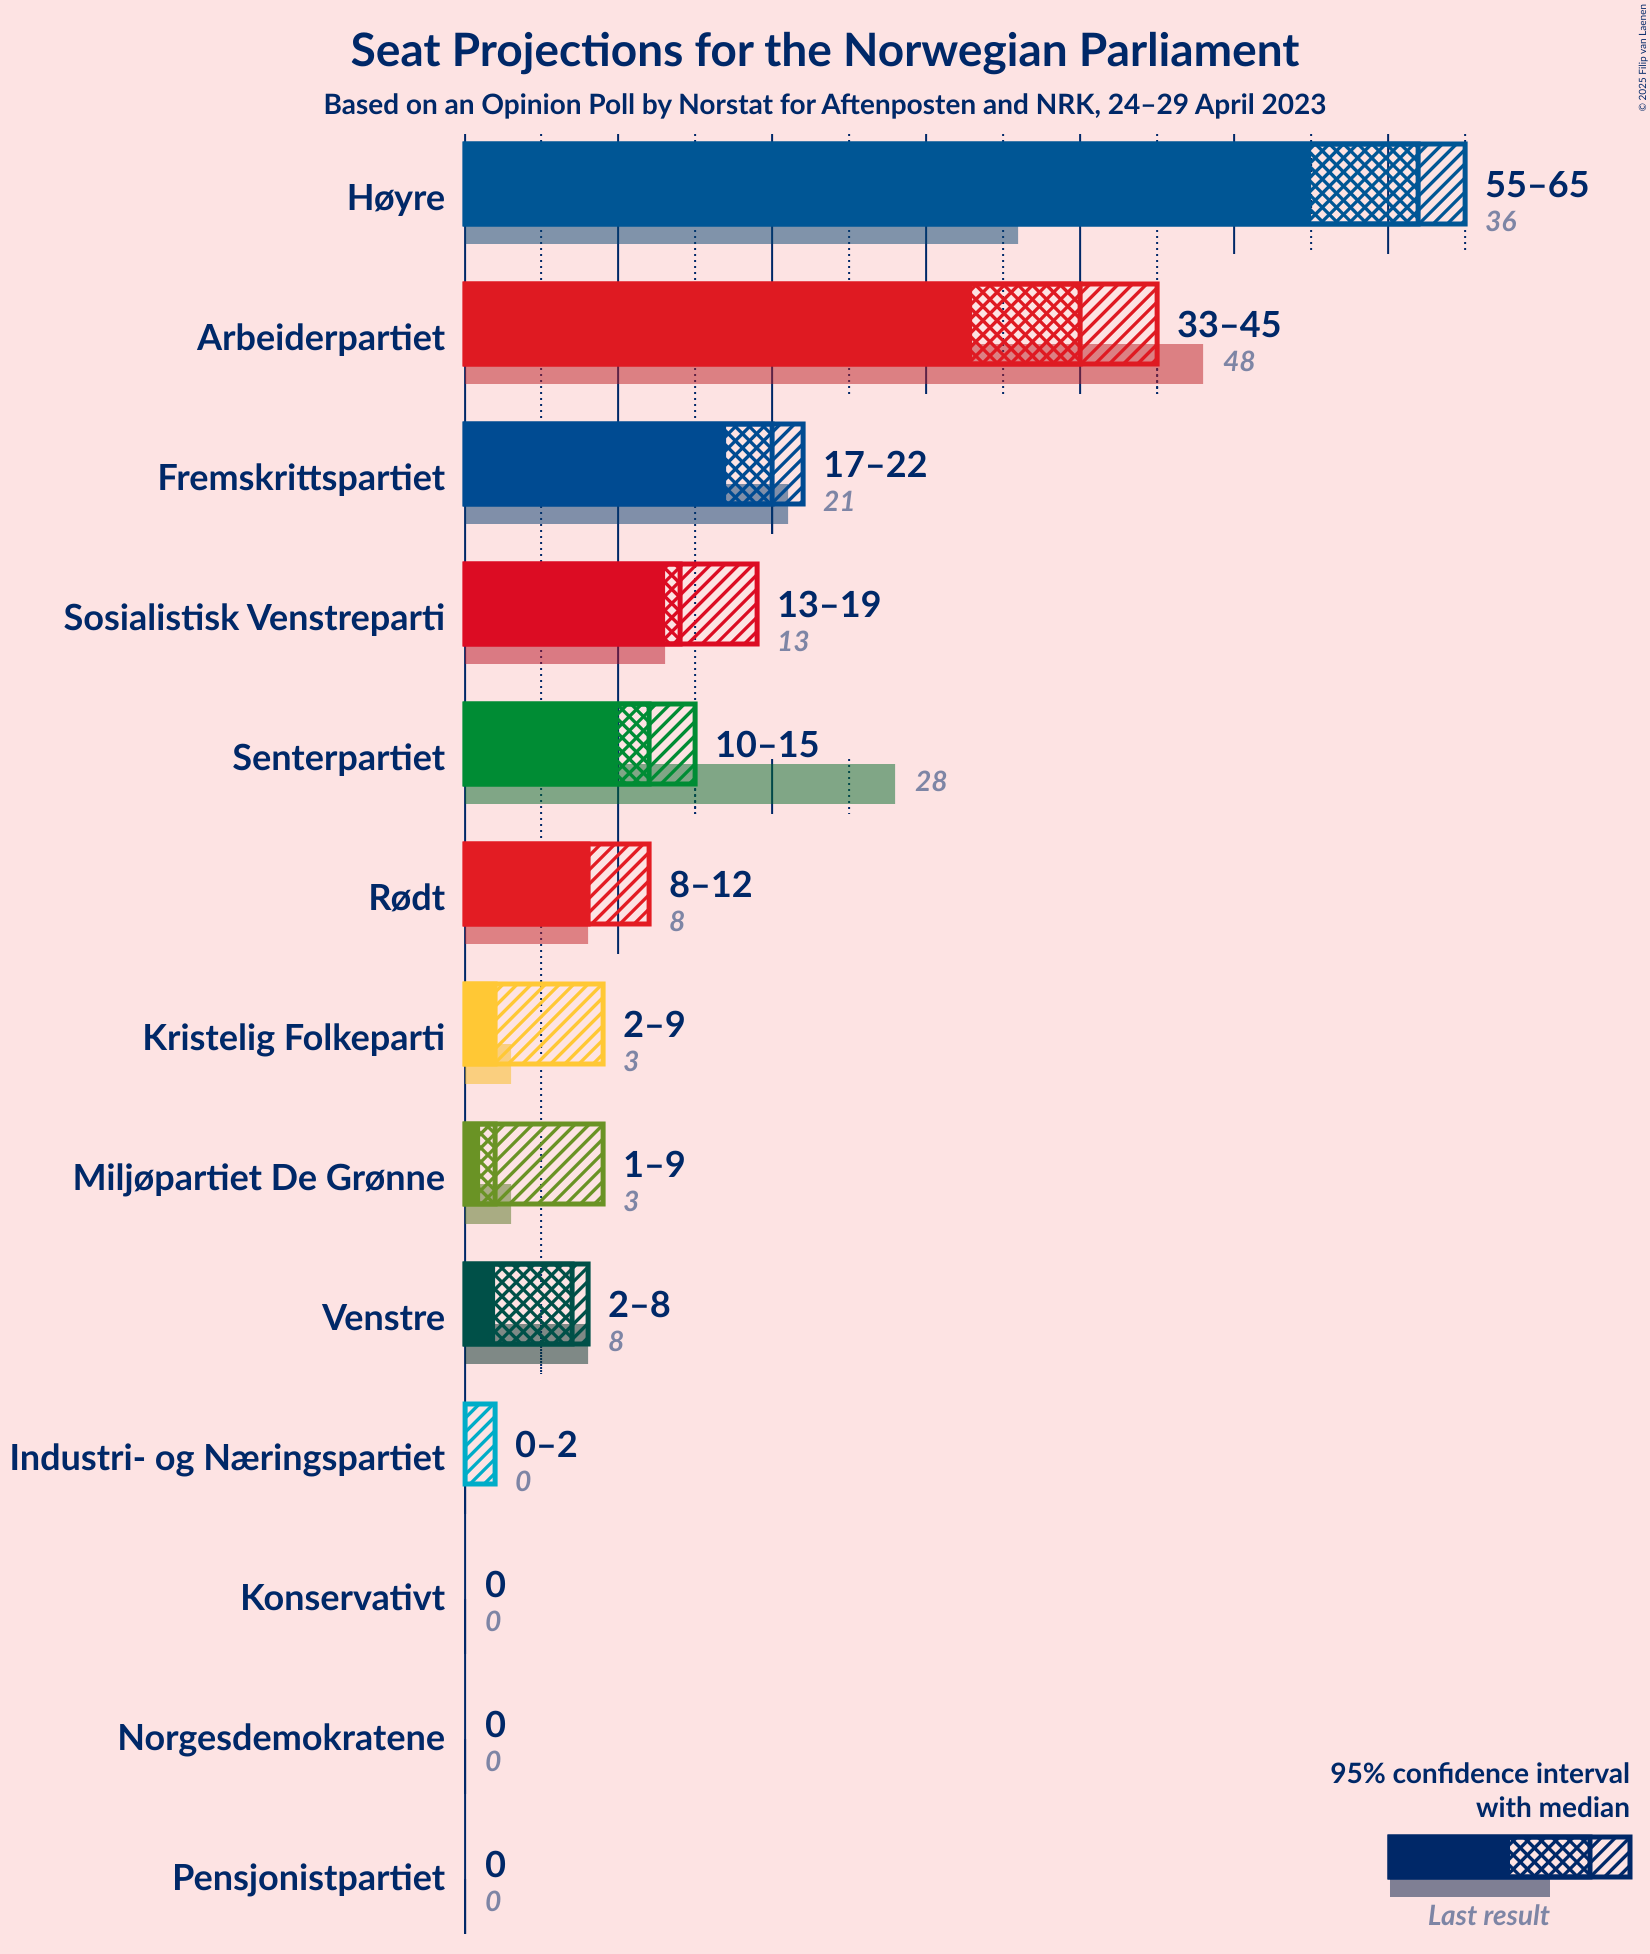 Seat Projections for the Norwegian Parliament
Based on an Opinion Poll by Norstat for Aftenposten and NRK, 24–29 April 2023
© 2025 Filip van Laenen
Høyre
55–65
36
Arbeiderpartiet
33–45
48
Fremskrittspartiet
17–22
21
Sosialistisk Venstreparti
13–19
13
Senterpartiet
10–15
28
Rødt
8–12
8
Kristelig Folkeparti
2–9
3
Miljøpartiet De Grønne
1–9
3
Venstre
2–8
8
Industri- og Næringspartiet
0–2
0
Konservativt
0
0
Norgesdemokratene
0
0
Pensjonistpartiet
0
0
95% confidence interval
with median
Last result